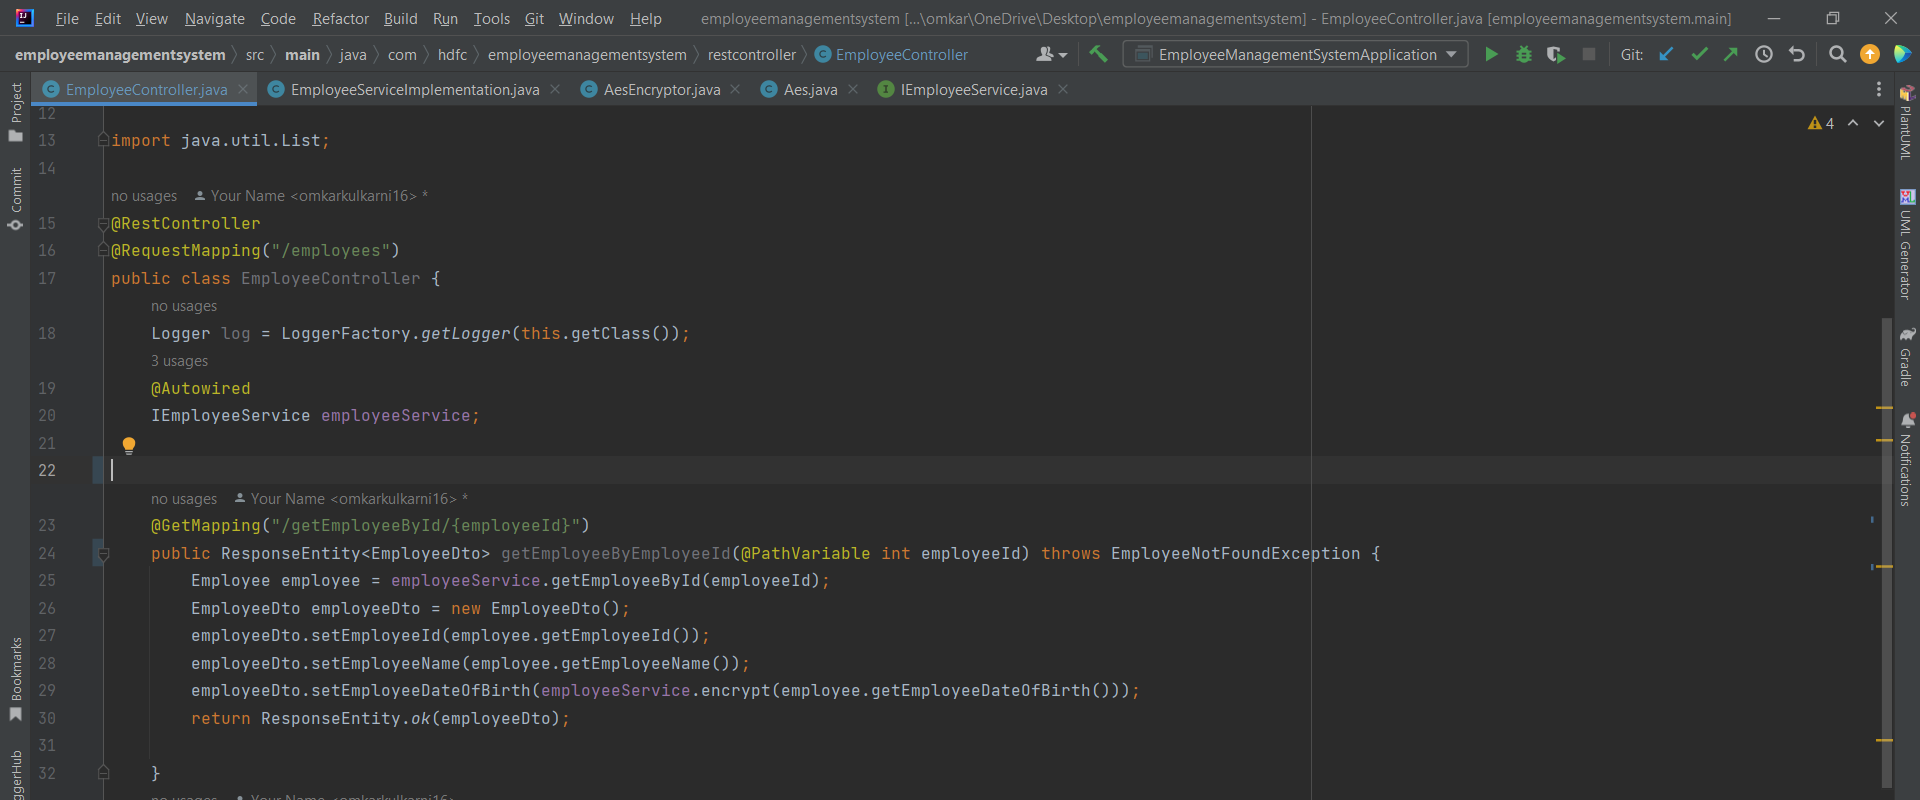 File Edit View Navigate Code Refactor Build Run Tools Git Window Help employeemanagementsystem [...\omkar\OneDrive\Desktop\employeemanagementsystem] - EmployeeController.java [employeemanagementsystem.main]
employeemanagementsystem src main java com hdfc employeemanagementsystem restcontroller EmployeeController EmployeeManagementSystemApplication Git:
EmployeeController.java EmployeeServiceImplementation.java AesEncryptor.java Aes.java IEmployeeService.java
Project
Commit
Bookmarks
ggerHub
12
13 import java.util.List;
14
no usages Your Name <omkarkulkarni16> *
15 @RestController
16 @RequestMapping("/employees")
17 public class EmployeeController {
no usages
18 Logger log = LoggerFactory.getLogger(this.getClass());
3 usages
19 @Autowired
20 IEmployeeService employeeService;
21
22
no usages Your Name <omkarkulkarni16> *
23 @GetMapping("/getEmployeeById/{employeeId}")
24 public ResponseEntity<EmployeeDto> getEmployeeByEmployeeId(@PathVariable int employeeId) throws EmployeeNotFoundException {
25 Employee employee = employeeService.getEmployeeById(employeeId);
26 EmployeeDto employeeDto = new EmployeeDto();
27 employeeDto.setEmployeeId(employee.getEmployeeId());
28 employeeDto.setEmployeeName(employee.getEmployeeName());
29 employeeDto.setEmployeeDateOfBirth(employeeService.encrypt(employee.getEmployeeDateOfBirth()));
30 return ResponseEntity.ok(employeeDto);
31
32 }
no usages Your Name <omkarkulkarni16>
4
PlantUML
UML Generator
Gradle
Notifications